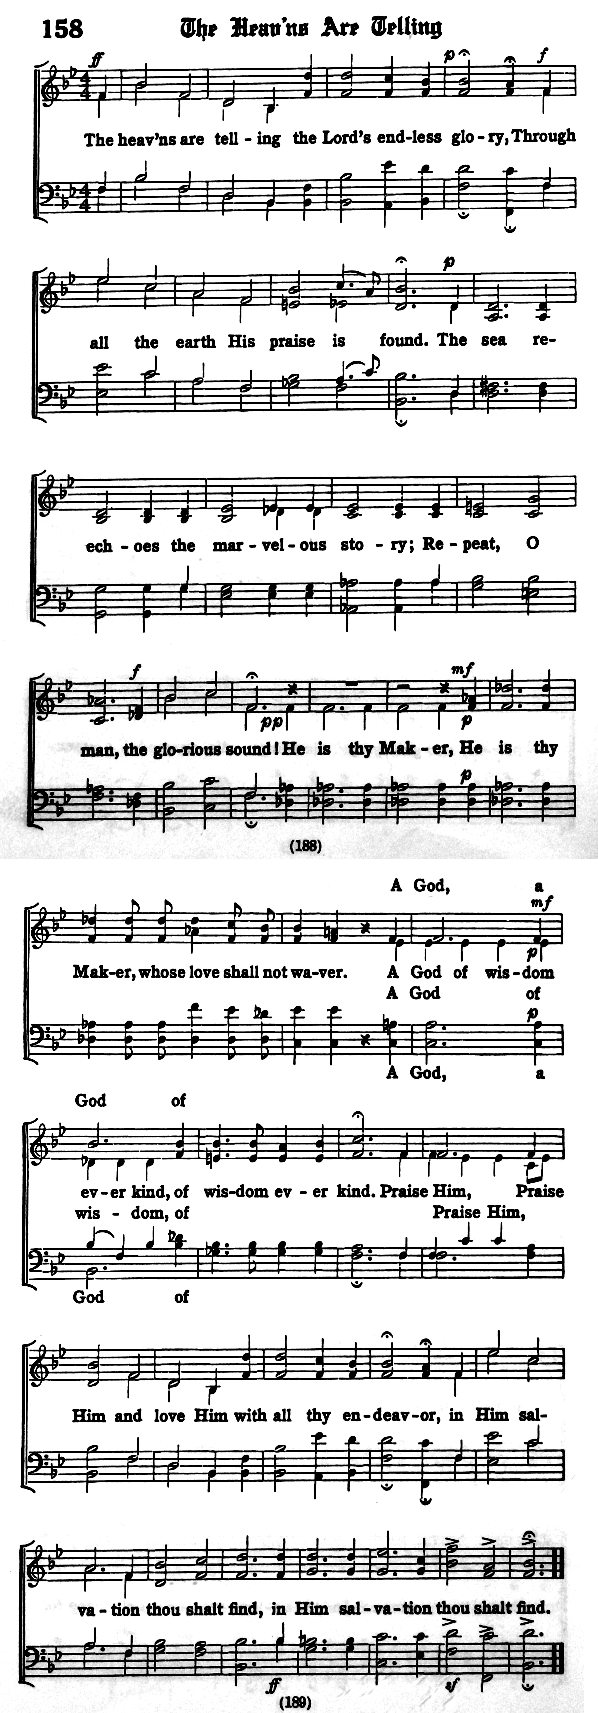 158 The Heav'ns Are Telling
ff p f
The heav'ns are tell - ing the Lord's end-less glo-ry, Through
p
all the earth His praise is found. The sea re-
ech - oes the mar - vel - ous sto - ry; Re - peat, O
f mf
pp p
man, the glo-rious sound! He is thy Mak - er, He is thy
p
(188)
A God, a
mf
p
Mak-er, whose love shall not wa-ver. A God of wis-dom
A God of
p
A God, a
God of
ev-er kind, of wis-dom ev - er kind. Praise Him, Praise
wis - dom, of Praise Him,
God of
Him and love Him with all thy en-deav-or, in Him sal-
va - tion thou shalt find, in Him sal-va-tion thou shalt find.
ff sf
(189)